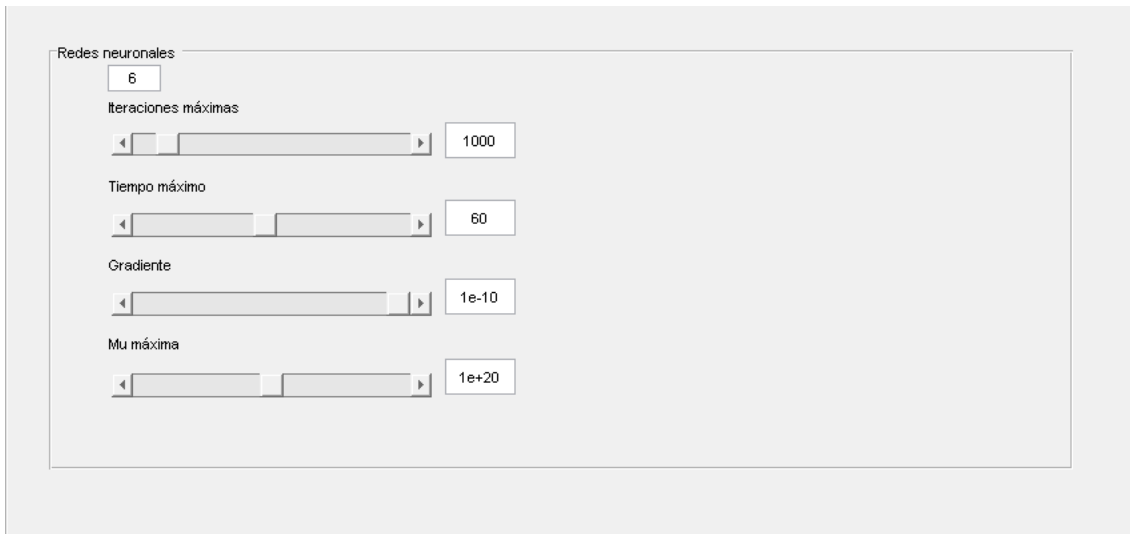 Redes neuronales
6
Iteraciones máximas
1000
Tiempo máximo
60
Gradiente
1e-10
Mu máxima
1e+20